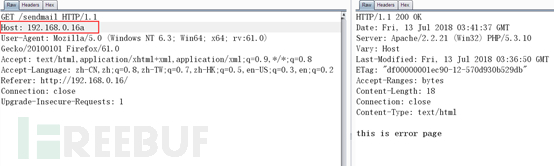 Raw Headers Hex
GET /sendmail HTTP/1.1
Host: 192.168.0.16a
User-Agent: Mozilla/5.0 (Windows NT 6.3; Win64; x64; rv:61.0)
Gecko/20100101 Firefox/61.0
Accept: text/html,application/xhtml+xml,application/xml;q=0.9,*/*;q=0.8
Accept-Language: zh-CN,zh;q=0.8,zh-TW;q=0.7,zh-HK;q=0.5,en-US;q=0.3,en;q=0.2
Referer: http://192.168.0.16/
Connection: close
Upgrade-Insecure-Requests: 1
REEBUF
Raw Headers Hex
HTTP/1.1 200 OK
Date: Fri, 13 Jul 2018 03:41:37 GMT
Server: Apache/2.2.21 (Win32) PHP/5.3.10
Vary: Host
Last-Modified: Fri, 13 Jul 2018 03:36:50 GMT
ETag: "df00000001ec90-12-570d930b529db"
Accept-Ranges: bytes
Content-Length: 18
Connection: close
Content-Type: text/html
this is error page